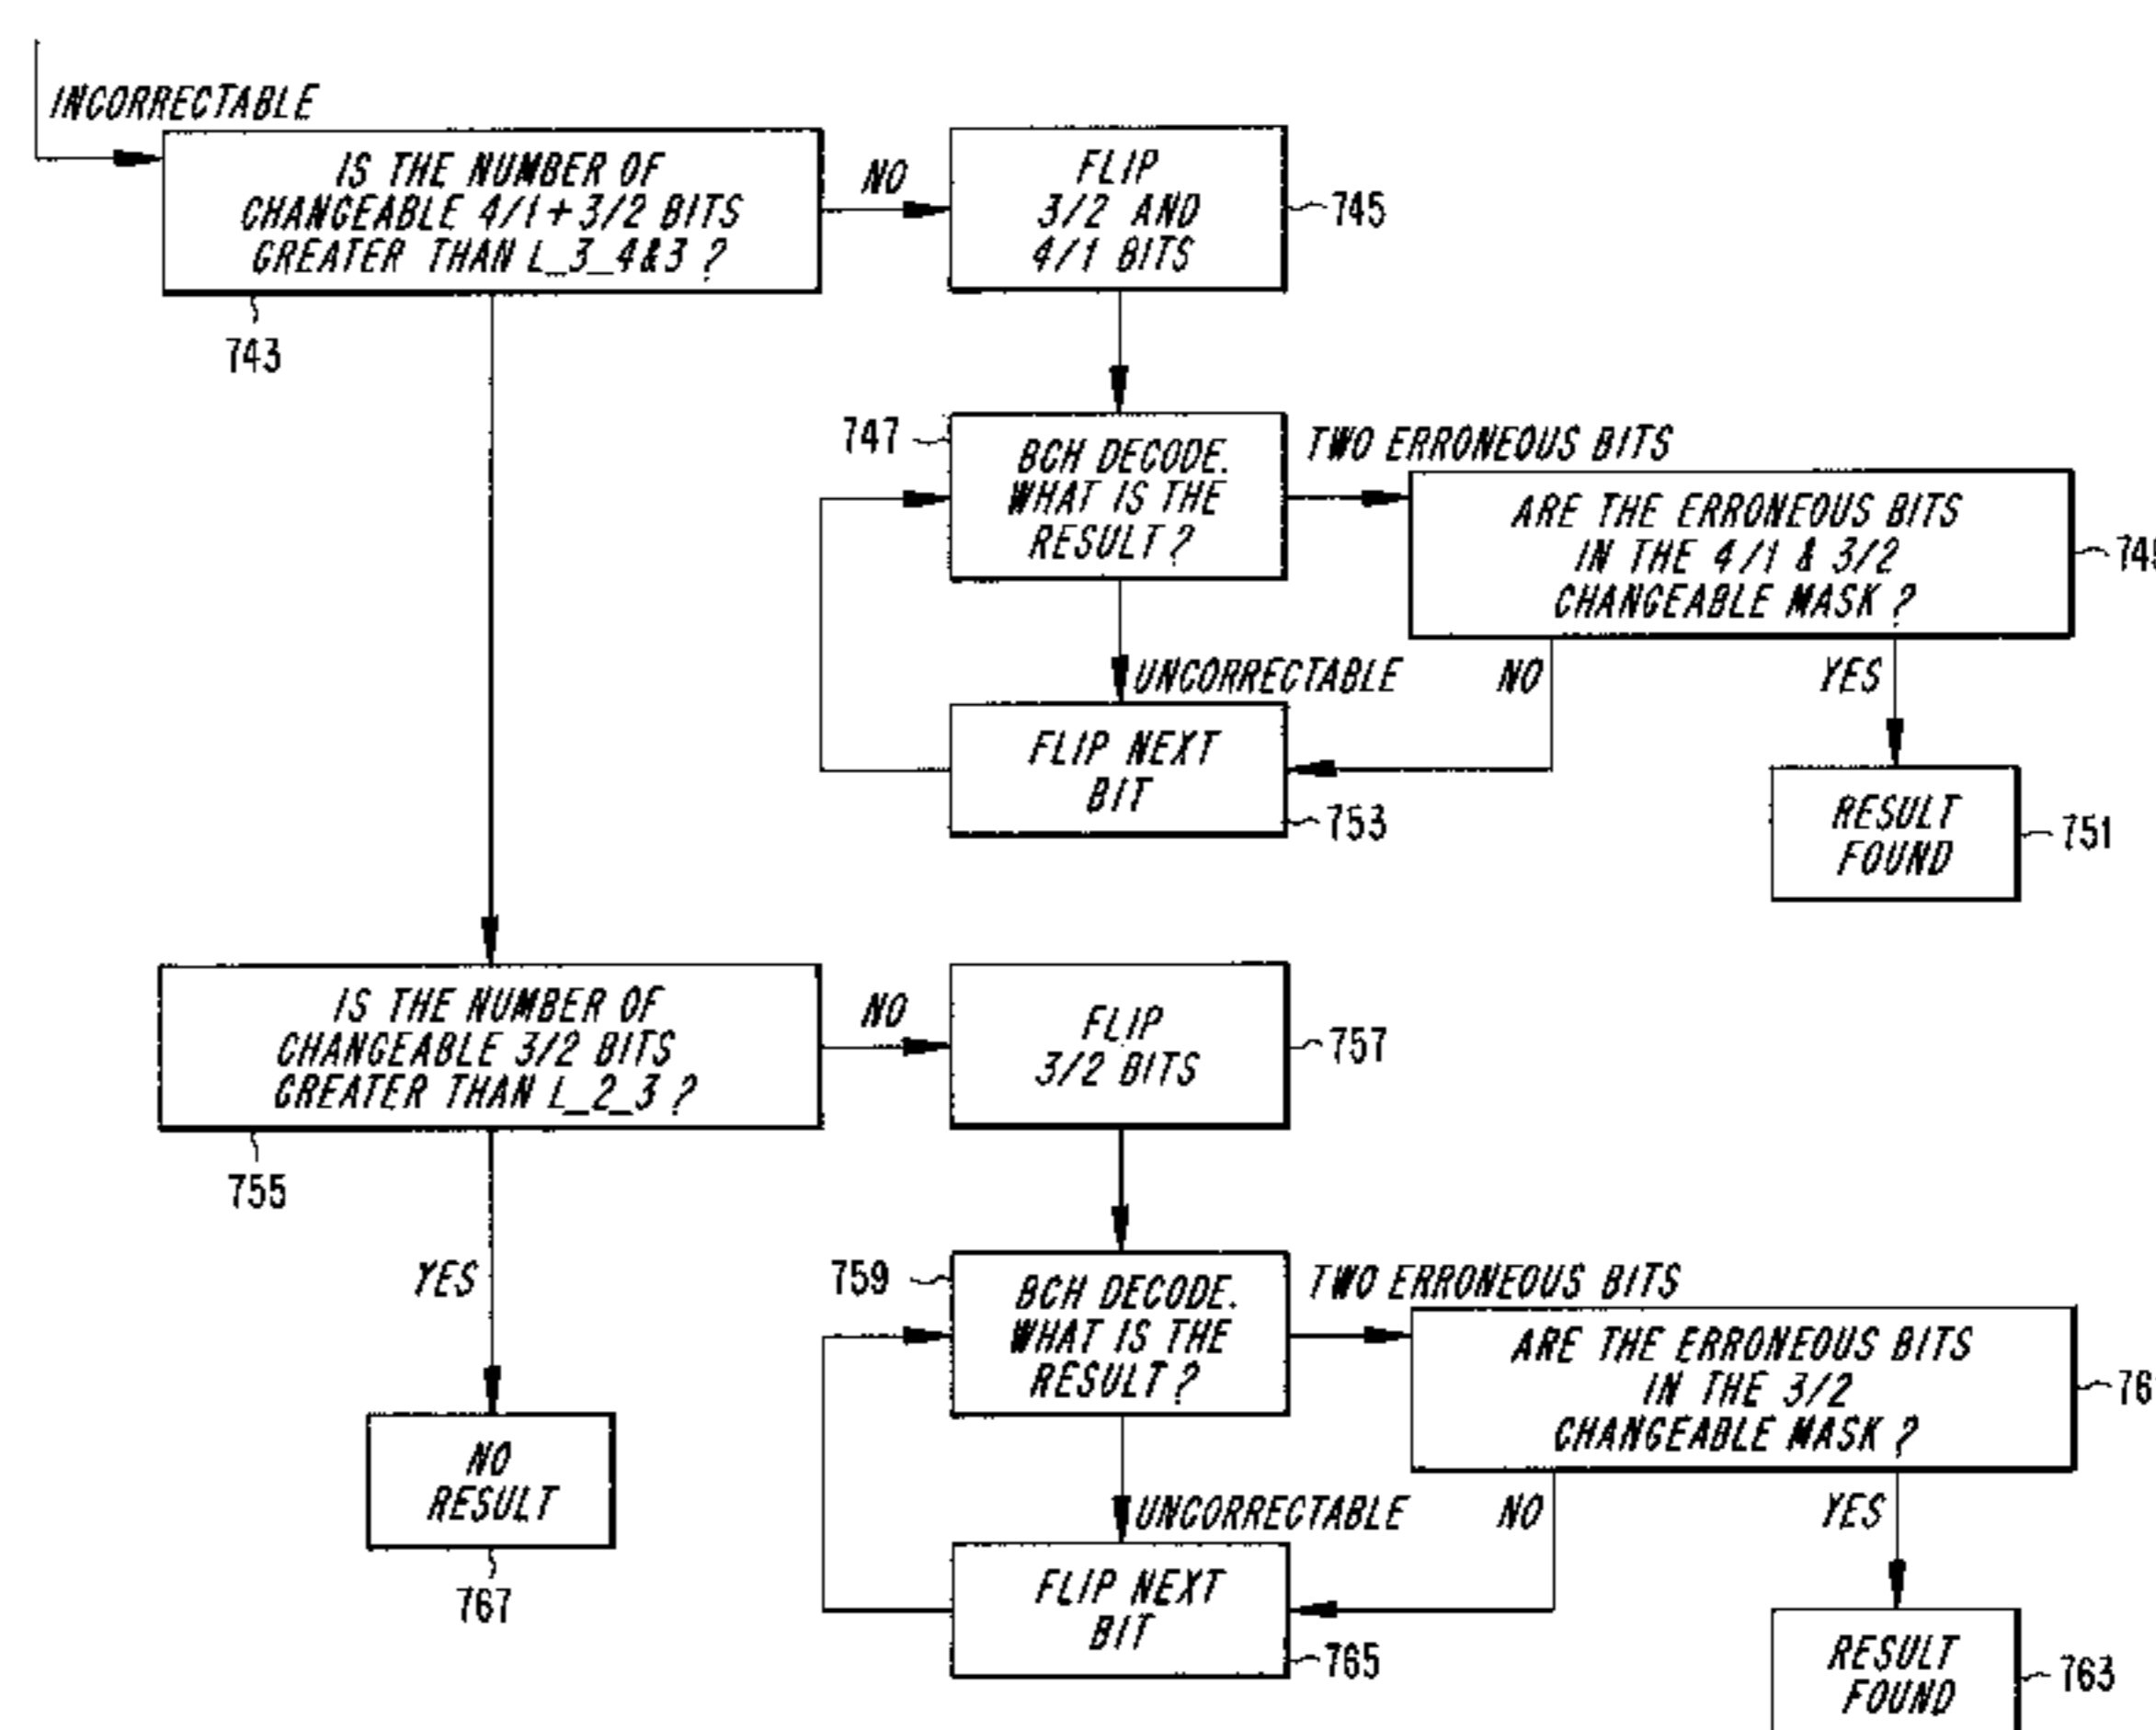 INCORRECTABLE
IS THE NUMBER OF
CHANGEABLE 4/1+3/2 BITS
GREATER THAN L_3_4&3 ?
743
NO
FLIP
3/2 AND
4/1 BITS
745
747
BCH DECODE.
WHAT IS THE
RESULT ?
TWO ERRONEOUS BITS
ARE THE ERRONEOUS BITS
IN THE 4/1 & 3/2
CHANGEABLE MASK ?
UNCORRECTABLE
NO
YES
FLIP NEXT
BIT
753
RESULT
FOUND
751
IS THE NUMBER OF
CHANGEABLE 3/2 BITS
GREATER THAN L_2_3 ?
755
NO
FLIP
3/2 BITS
757
YES
759
BCH DECODE.
WHAT IS THE
RESULT ?
TWO ERRONEOUS BITS
ARE THE ERRONEOUS BITS
IN THE 3/2
CHANGEABLE MASK ?
76
NO
RESULT
767
UNCORRECTABLE
NO
YES
FLIP NEXT
BIT
765
RESULT
FOUND
763